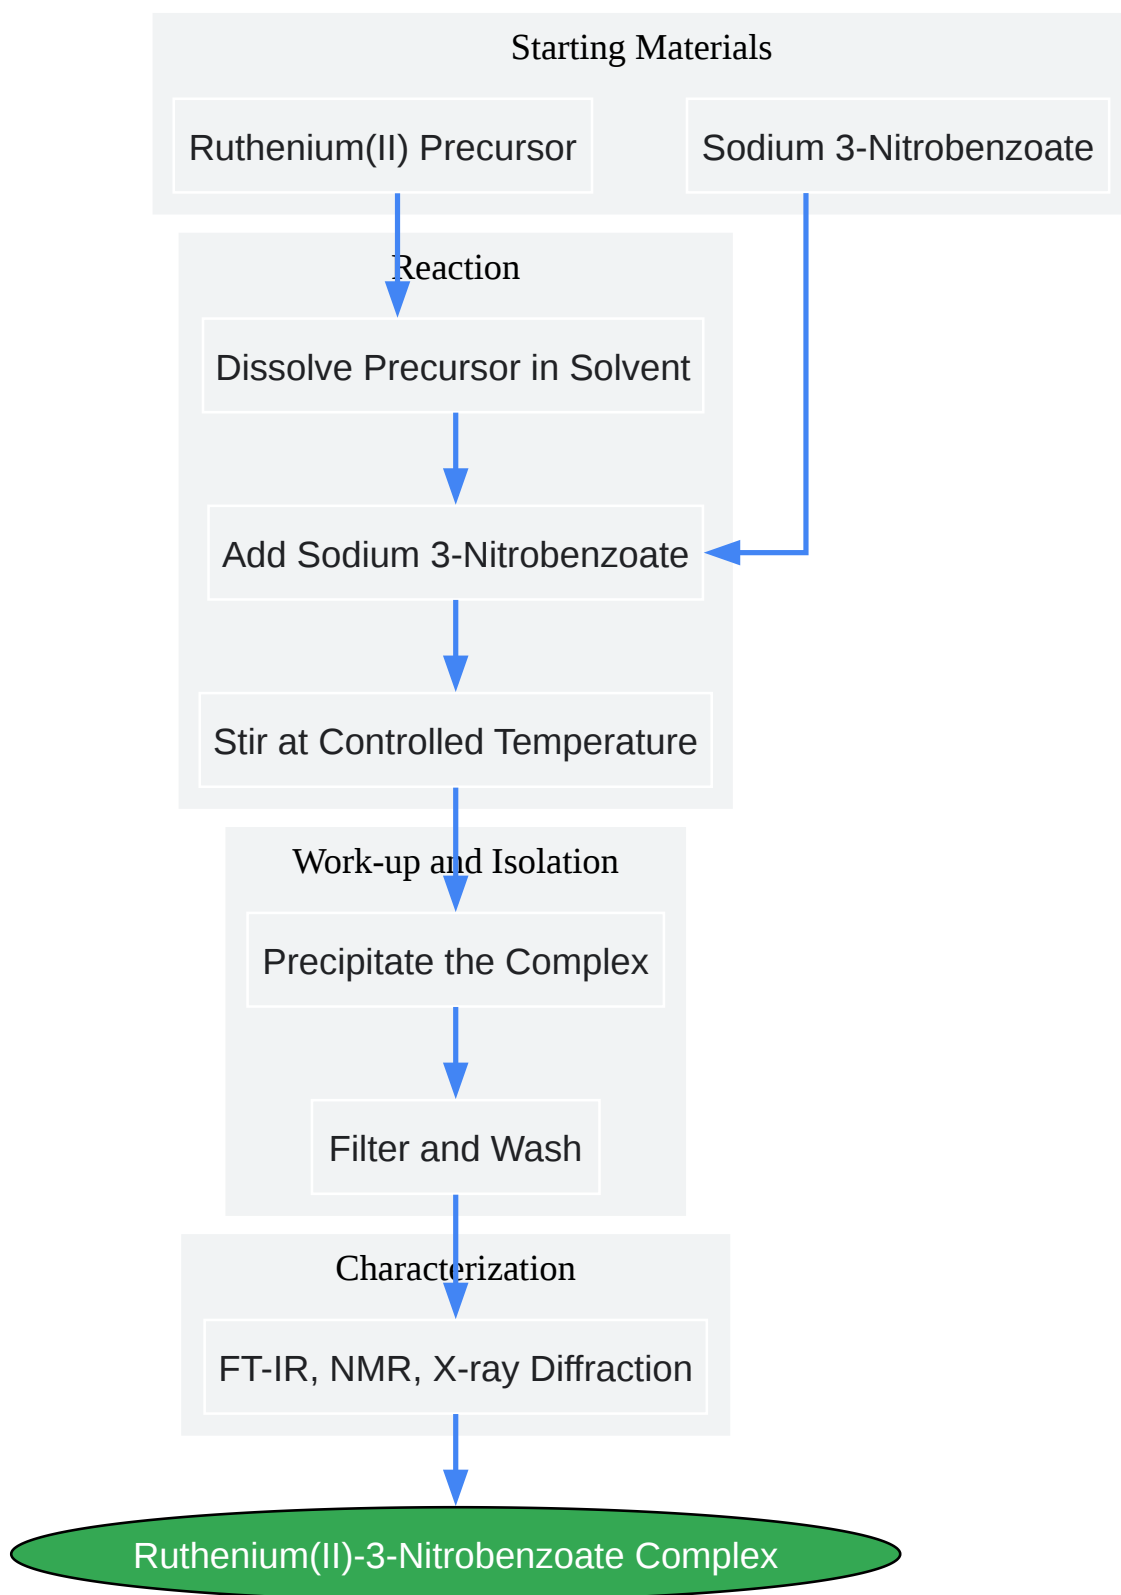 Starting Materials
Ruthenium(II) Precursor
Sodium 3-Nitrobenzoate
Reaction
Dissolve Precursor in Solvent
Add Sodium 3-Nitrobenzoate
Stir at Controlled Temperature
Work-up and Isolation
Precipitate the Complex
Filter and Wash
Characterization
FT-IR, NMR, X-ray Diffraction
Ruthenium(II)-3-Nitrobenzoate Complex